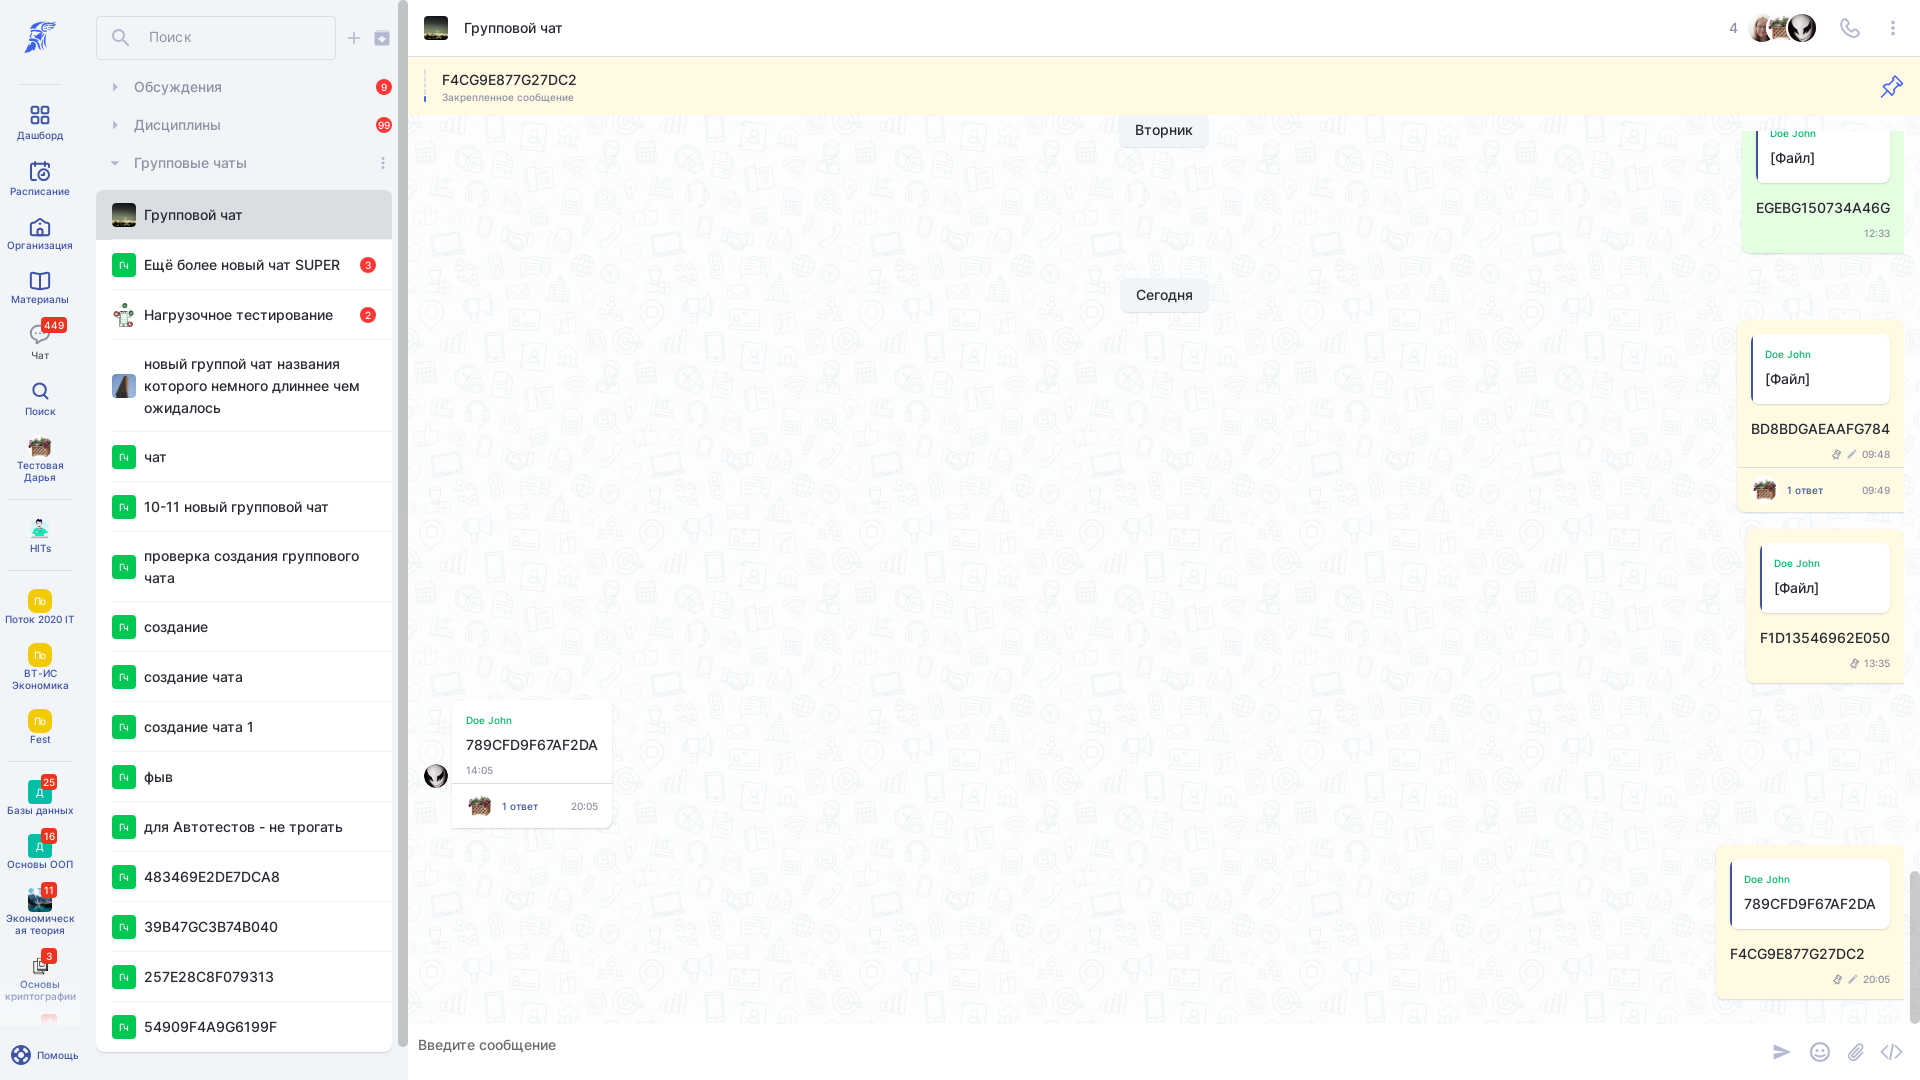 Дашборд
Расписание
Организация
Материалы
449
Чат
Поиск
Тестовая
Дарья
HITs
По
Поток 2020 IT
По
ВТ-ИС
Экономика
По
Fest
25
Д
Базы данных
16
Д
Основы ООП
11
Экономическ
ая теория
3
Основы
криптографии
Помощь
Поиск
Обсуждения
9
Дисциплины
99
Групповые чаты
Групповой чат
Гч
Ещё более новый чат SUPER
3
Нагрузочное тестирование
2
новый группой чат названия
которого немного длиннее чем
ожидалось
Гч
чат
Гч
10-11 новый групповой чат
Гч
проверка создания группового
чата
Гч
создание
Гч
создание чата
Гч
создание чата 1
Гч
фыв
Гч
для Автотестов - не трогать
Гч
483469E2DE7DCA8
Гч
39B47GC3B74B040
Гч
257E28C8F079313
Гч
54909F4A9G6199F
Групповой чат
4
F4CG9E877G27DC2
Закрепленное сообщение
Вторник
Doe John
[Файл]
EGEBG150734A46G
12:33
Сегодня
Doe John
[Файл]
BD8BDGAEAAFG784
09:48
1 ответ
09:49
Doe John
[Файл]
F1D13546962E050
13:35
Doe John
789CFD9F67AF2DA
14:05
1 ответ
20:05
Doe John
789CFD9F67AF2DA
F4CG9E877G27DC2
20:05
Введите сообщение